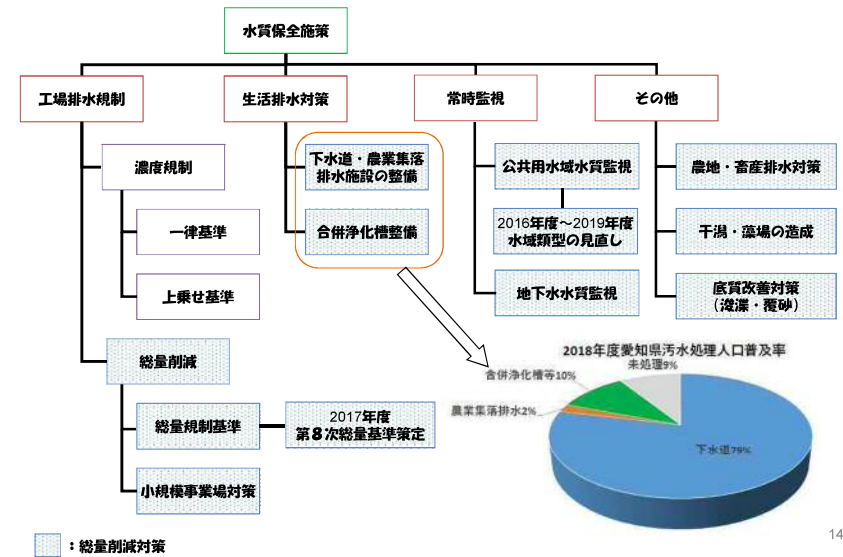 水質保全施策
工場排水規制
生活排水対策
常時監視
その他
濃度規制
一律基準
上乗せ基準
総量削減
総量規制基準
2017年度
第8次総量基準策定
小規模事業場対策
下水道・農業集落
排水施設の整備
合併浄化槽整備
公共用水域水質監視
2016年度～2019年度
水域類型の見直し
地下水水質監視
農地・畜産排水対策
干潟・藻場の造成
底質改善対策
(浚渫・覆砂)
2018年度愛知県汚水処理人口普及率
未処理9%
合併浄化槽等10%
農業集落排水2%
下水道79%
：総量削減対策
14